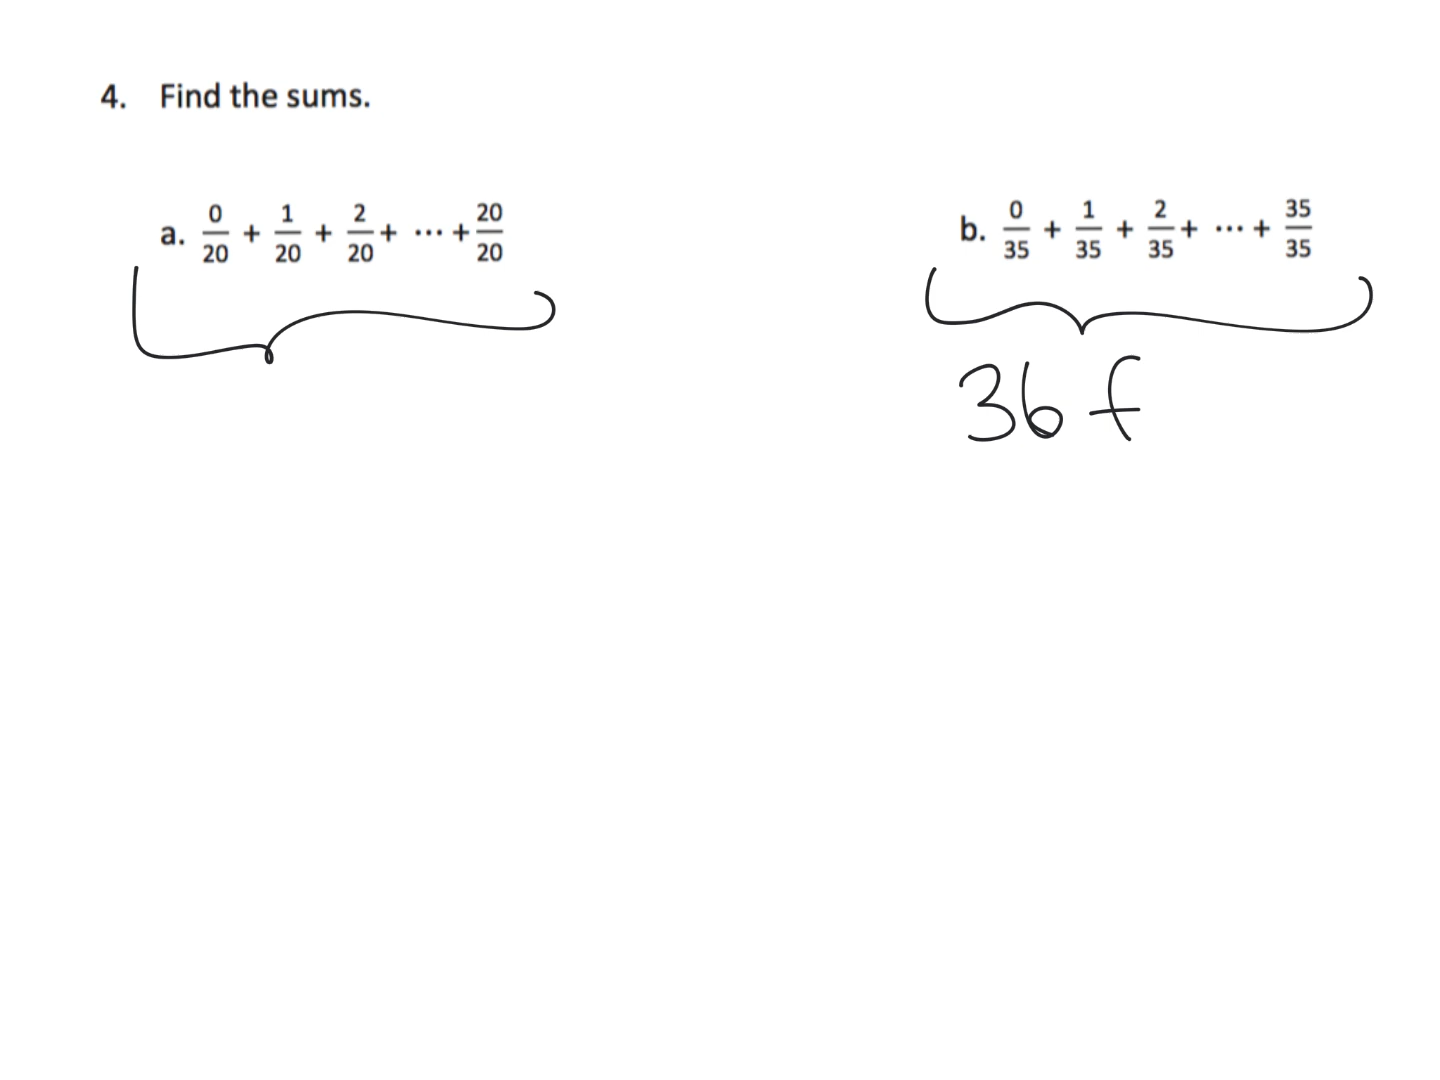 4. Find the sums.
a. 0/20 + 1/20 + 2/20 + ··· + 20/20
b. 0/35 + 1/35 + 2/35 + ··· + 35/35
36 f